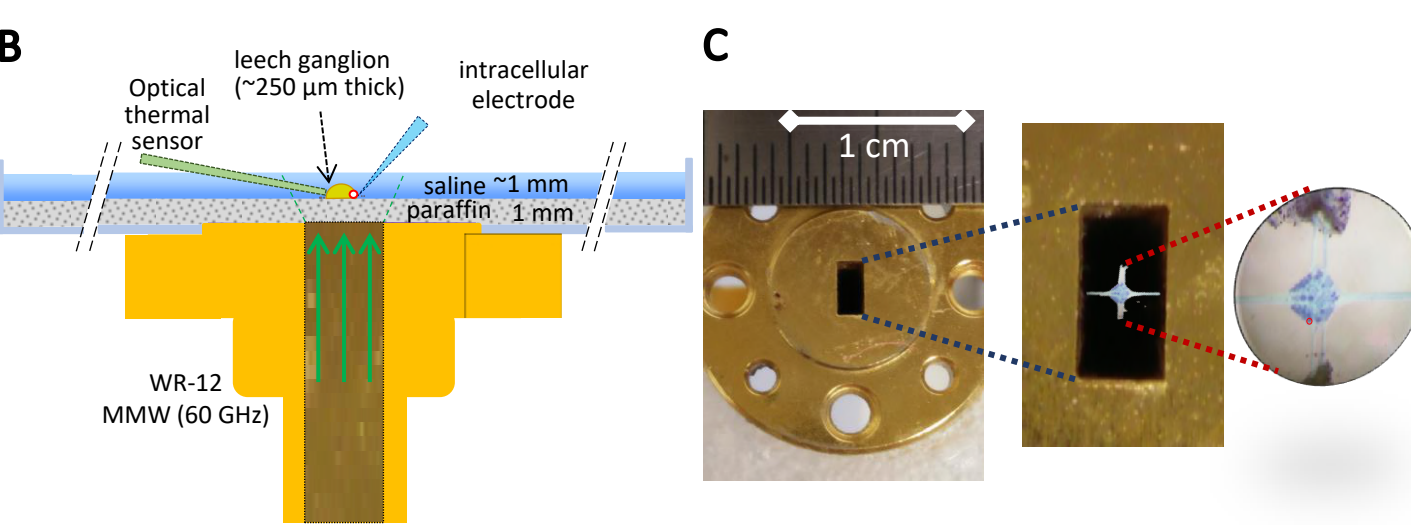 B
leech ganglion
(~250 µm thick)
intracellular
electrode
Optical
thermal
sensor
saline ~1 mm
paraffin 1 mm
WR-12
MMW (60 GHz)
C
1 cm